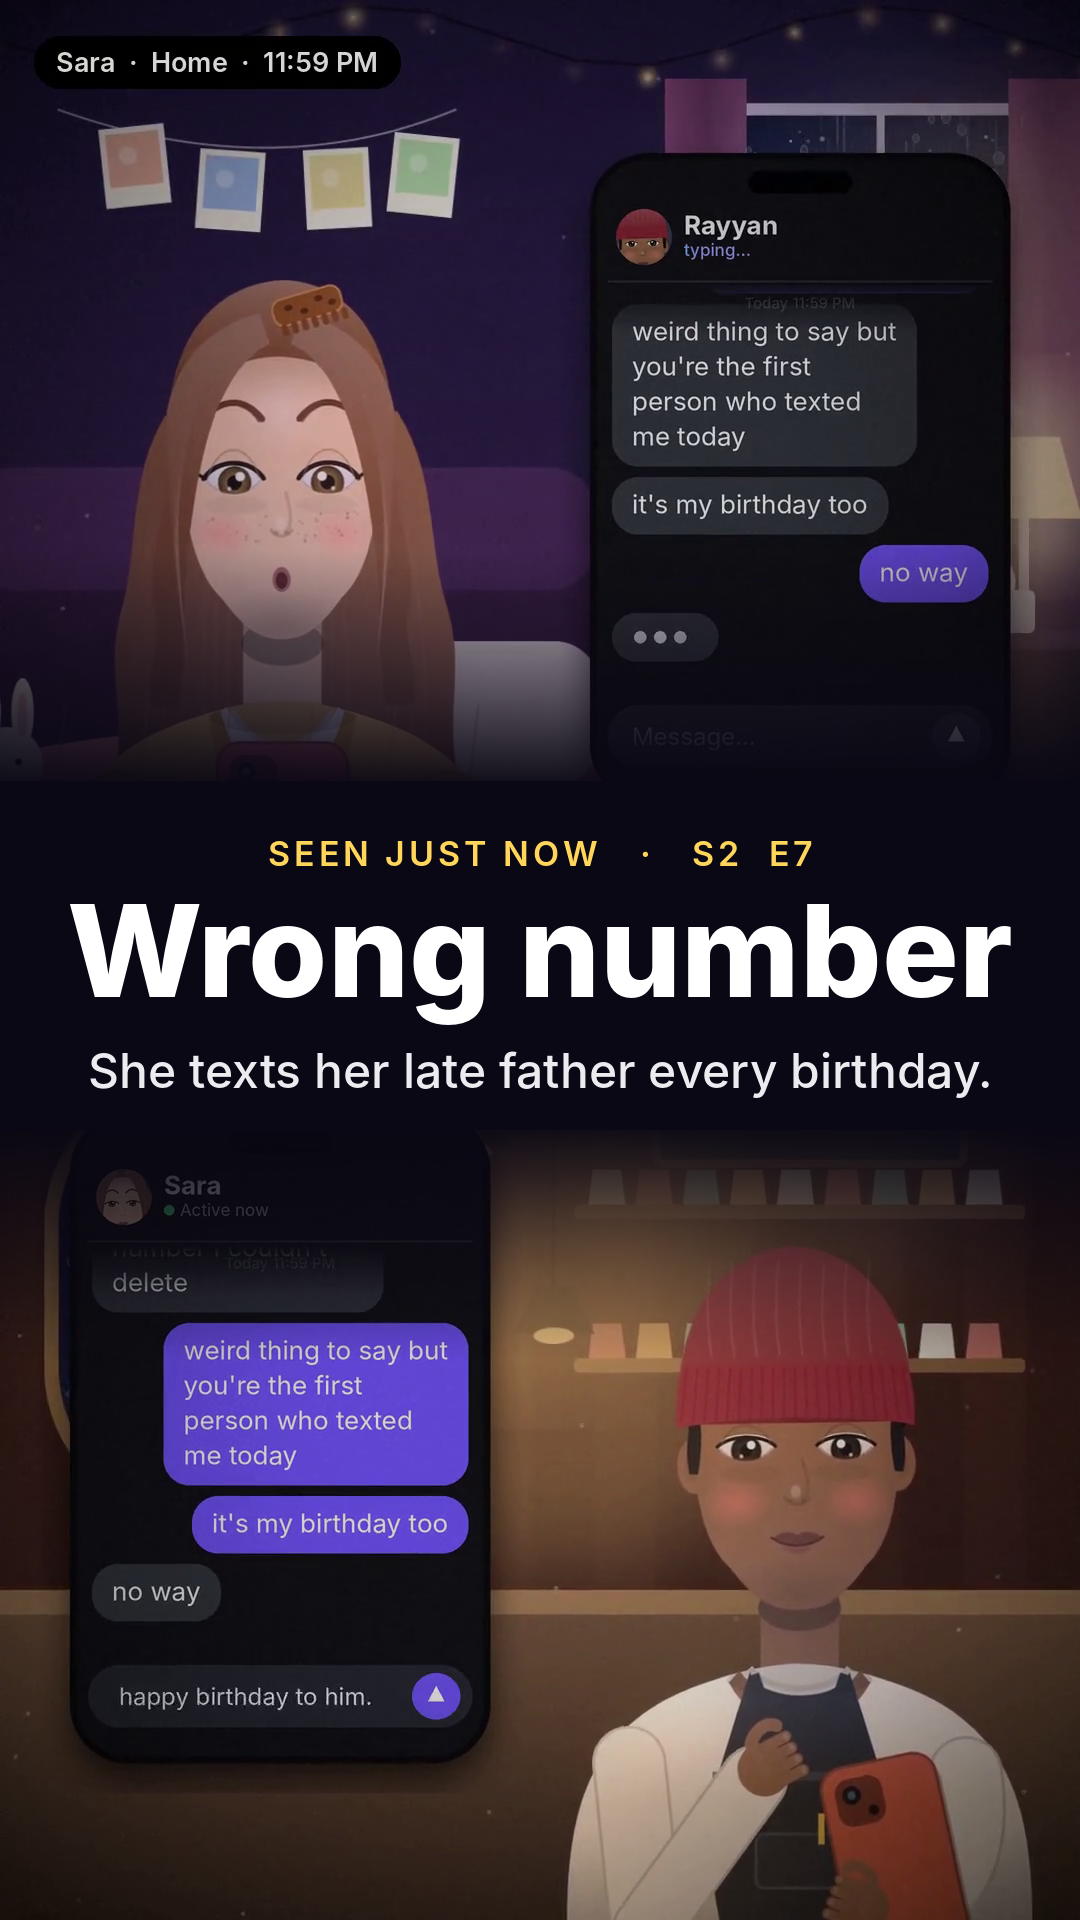 Sara · Home · 11:59 PM
Rayyan
typing...
Today 11:59 PM
weird thing to say but
you're the first
person who texted
me today
it's my birthday too
no way
Message...
SEEN JUST NOW · S2 E7
Wrong number
She texts her late father every birthday.
Sara
Active now
number I couldn't
Today 11:59 PM
delete
weird thing to say but
you're the first
person who texted
me today
it's my birthday too
no way
happy birthday to him.